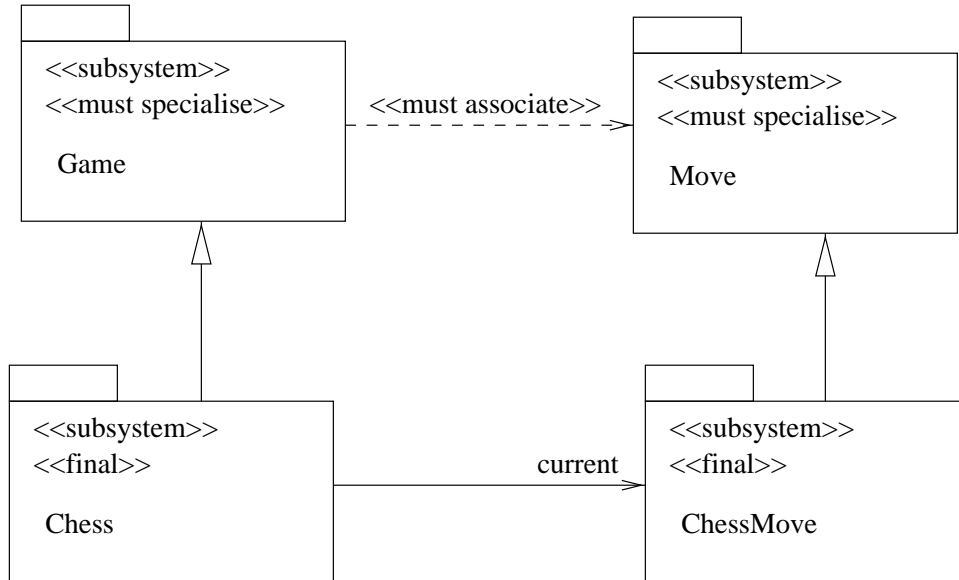 <<subsystem>>
<<must specialise>>
Game
<<must associate>>
<<subsystem>>
<<must specialise>>
Move
<<subsystem>>
<<final>>
Chess
current
<<subsystem>>
<<final>>
ChessMove